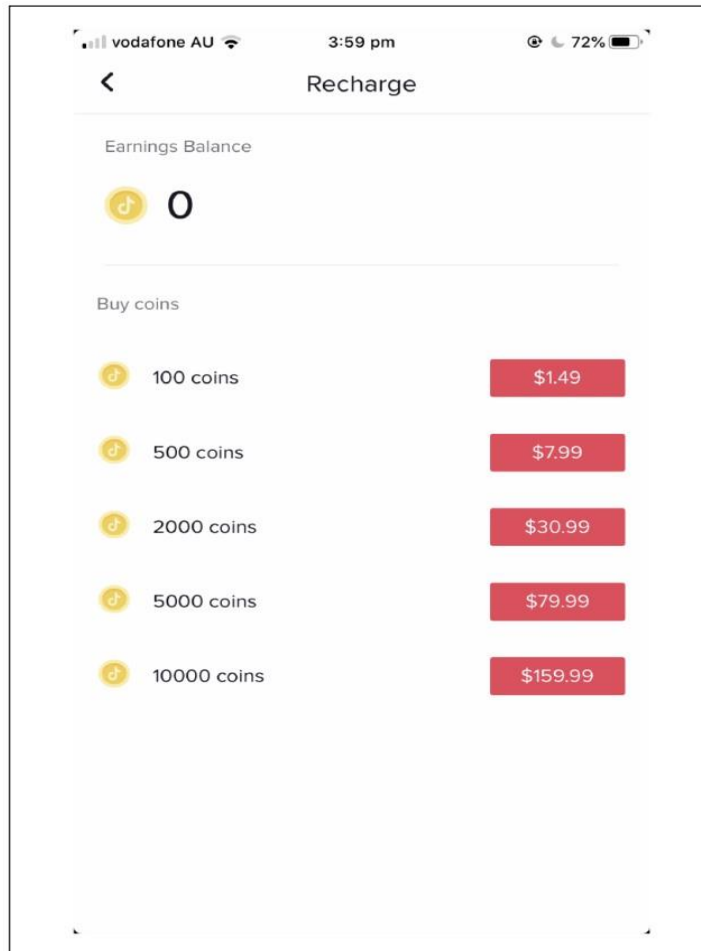 vodafone AU 3:59 pm 72%
Recharge
Earnings Balance
0
Buy coins
100 coins $1.49
500 coins $7.99
2000 coins $30.99
5000 coins $79.99
10000 coins $159.99